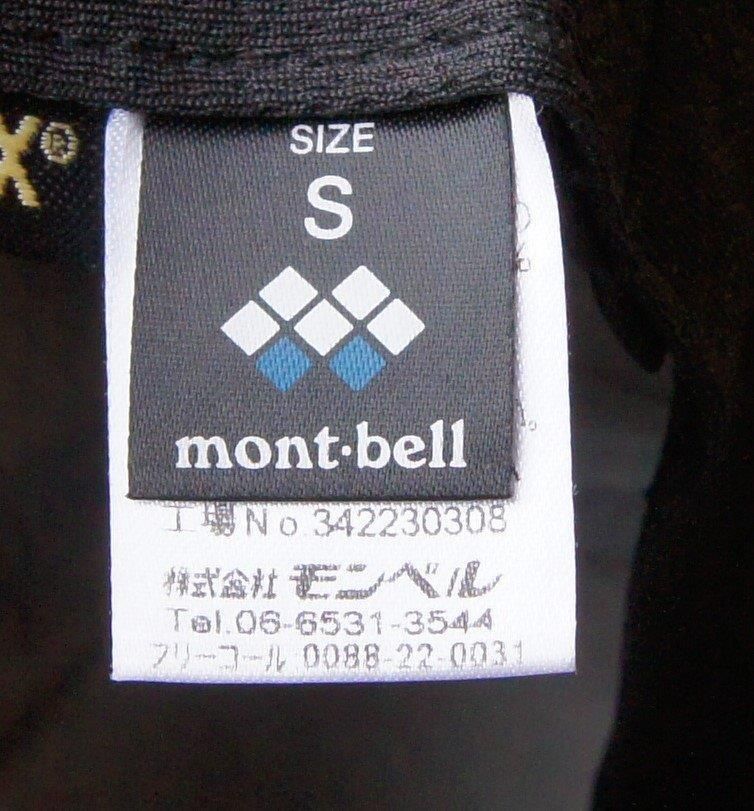 X®
SIZE
S
mont·bell
工場No.342230308
株式会社 モンベル
Tel.06-6531-3544
フリーコール 0088-22-0031